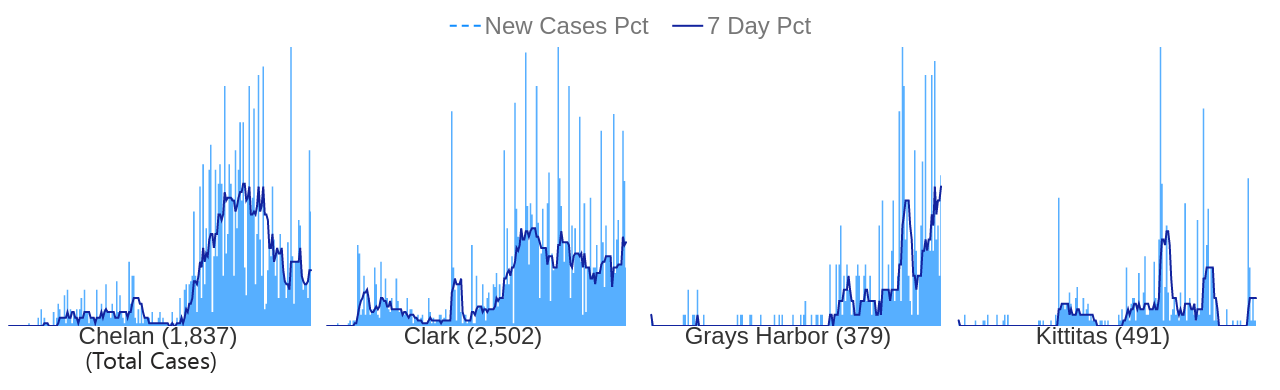 New Cases Pct 7 Day Pct
Chelan (1,837) Clark (2,502) Grays Harbor (379) Kittitas (491)
(Total Cases)